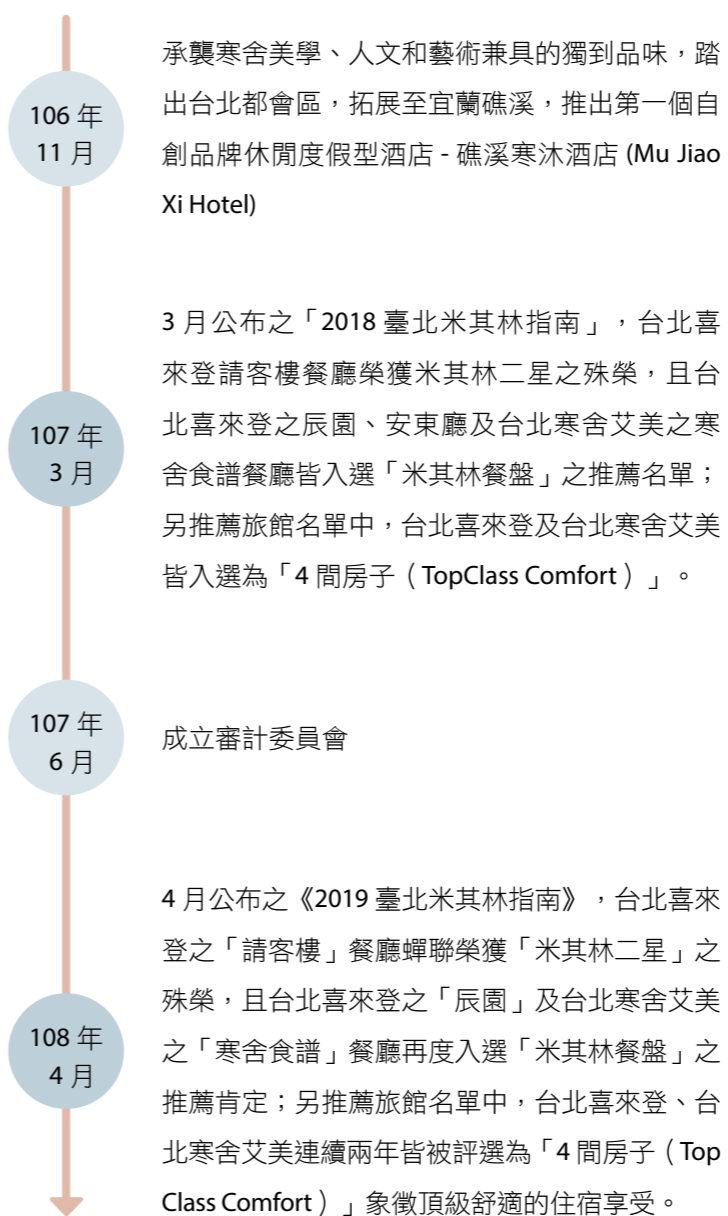 106 年
11 月
承襲寒舍美學、人文和藝術兼具的獨到品味，踏
出台北都會區，拓展至宜蘭礁溪，推出第一個自
創品牌休閒度假型酒店 - 礁溪寒沐酒店 (Mu Jiao
Xi Hotel)
107 年
3 月
3 月公布之「2018 臺北米其林指南」，台北喜
來登請客樓餐廳榮獲米其林二星之殊榮，且台
北喜來登之辰園、安東廳及台北寒舍艾美之寒
舍食譜餐廳皆入選「米其林餐盤」之推薦名單；
另推薦旅館名單中，台北喜來登及台北寒舍艾美
皆入選為「4 間房子（TopClass Comfort）」。
107 年
6 月
成立審計委員會
108 年
4 月
4 月公布之《2019 臺北米其林指南》，台北喜來
登之「請客樓」餐廳蟬聯榮獲「米其林二星」之
殊榮，且台北喜來登之「辰園」及台北寒舍艾美
之「寒舍食譜」餐廳再度入選「米其林餐盤」之
推薦肯定；另推薦旅館名單中，台北喜來登、台
北寒舍艾美連續兩年皆被評選為「4 間房子（Top
Class Comfort）」象徵頂級舒適的住宿享受。